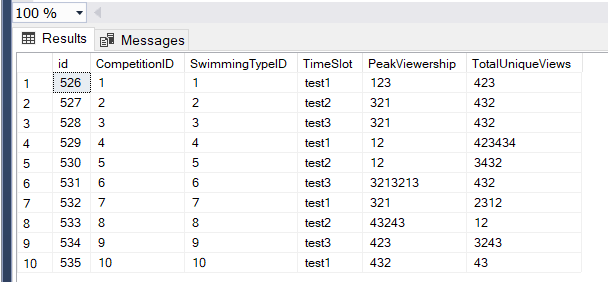 100 %
Results Messages
id CompetitionID SwimmingTypeID TimeSlot PeakViewership TotalUniqueViews
1 526 1 1 test1 123 423
2 527 2 2 test2 321 432
3 528 3 3 test3 321 432
4 529 4 4 test1 12 423434
5 530 5 5 test2 12 3432
6 531 6 6 test3 3213213 432
7 532 7 7 test1 321 2312
8 533 8 8 test2 43243 12
9 534 9 9 test3 423 3243
10 535 10 10 test1 432 43